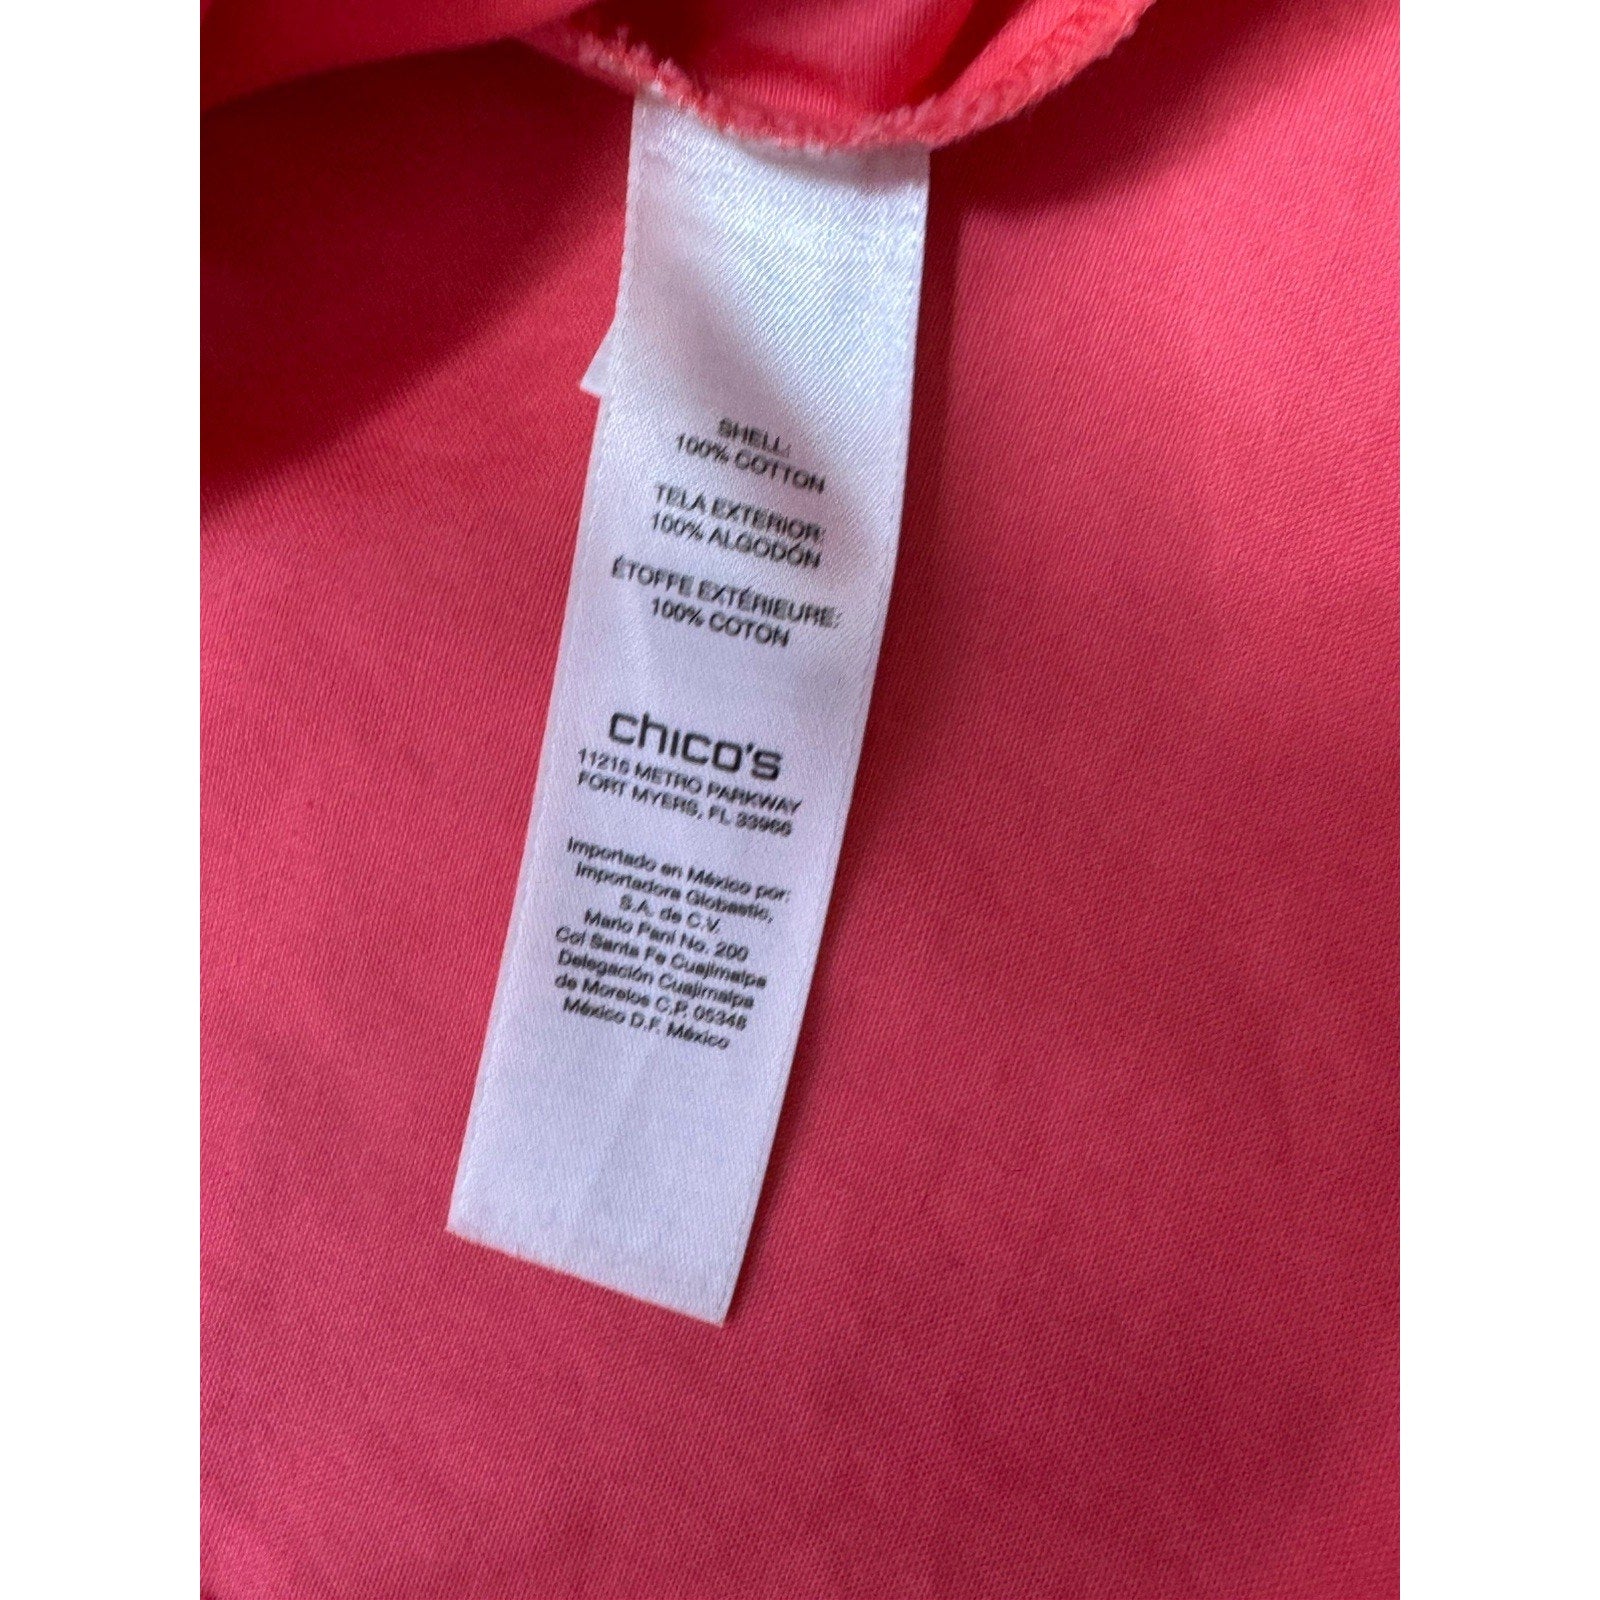 SHELL:
100% COTTON
TELA EXTERIOR:
100% ALGODÓN
ÉTOFFE EXTÉRIEURE:
100% COTON
chico's
11215 METRO PARKWAY
FORT MYERS, FL 33966
Importado en México por:
Importadora Globastic,
S.A. de C.V.
Mario Pani No. 200
Col Santa Fe Cuajimalpa
Delegación Cuajimalpa
de Morelos C.P. 05348
México D.F. México